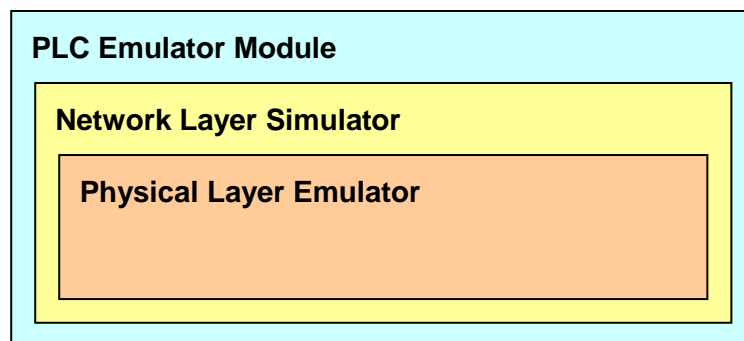 PLC Emulator Module
Network Layer Simulator
Physical Layer Emulator